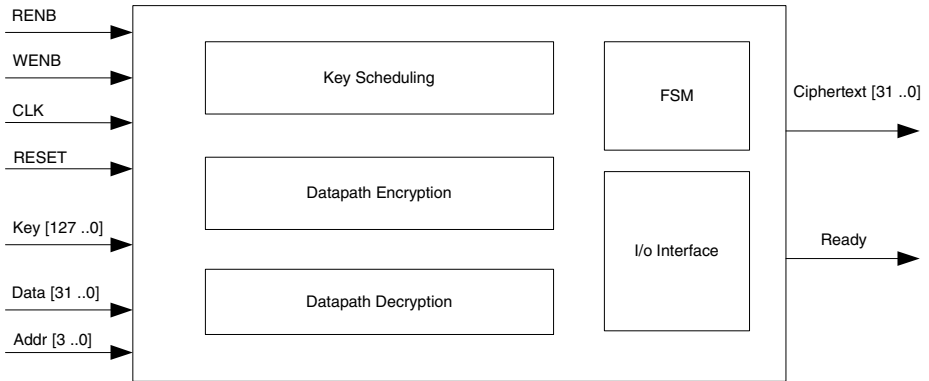 RENB
WENB
CLK
RESET
Key [127 ..0]
Data [31 ..0]
Addr [3 ..0]
Key Scheduling
Datapath Encryption
Datapath Decryption
FSM
I/o Interface
Ciphertext [31 ..0]
Ready